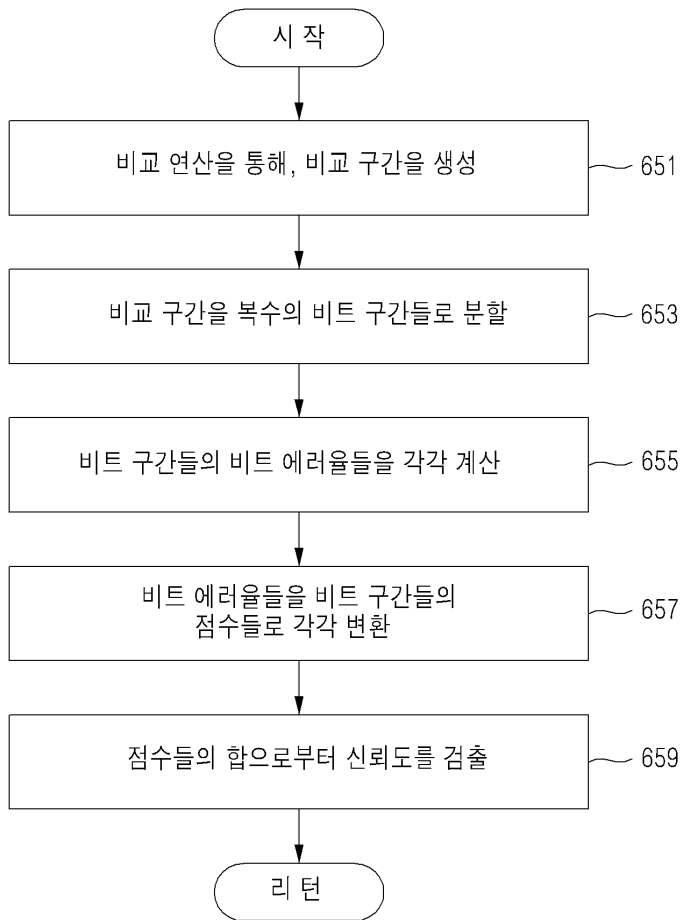 시 작
비교 연산을 통해, 비교 구간을 생성
651
비교 구간을 복수의 비트 구간들로 분할
653
비트 구간들의 비트 에러율들을 각각 계산
655
비트 에러율들을 비트 구간들의
점수들로 각각 변환
657
점수들의 합으로부터 신뢰도를 검출
659
리 턴